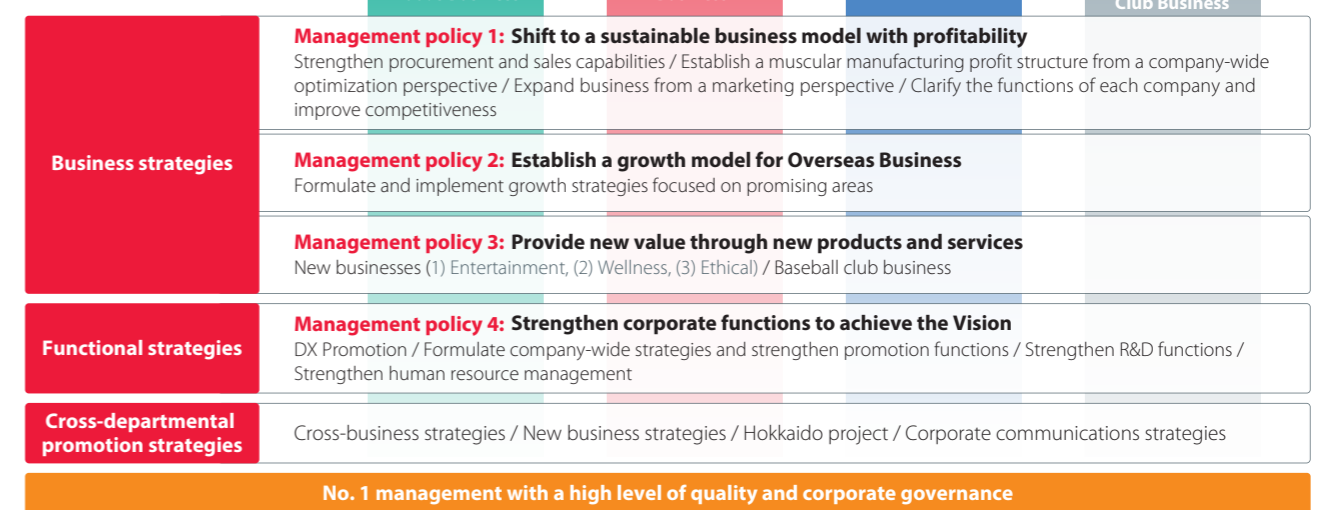 Club Business
Business strategies
Management policy 1: Shift to a sustainable business model with profitability
Strengthen procurement and sales capabilities / Establish a muscular manufacturing profit structure from a company-wide
optimization perspective / Expand business from a marketing perspective / Clarify the functions of each company and
improve competitiveness
Management policy 2: Establish a growth model for Overseas Business
Formulate and implement growth strategies focused on promising areas
Management policy 3: Provide new value through new products and services
New businesses (1) Entertainment, (2) Wellness, (3) Ethical) / Baseball club business
Functional strategies
Management policy 4: Strengthen corporate functions to achieve the Vision
DX Promotion / Formulate company-wide strategies and strengthen promotion functions / Strengthen R&D functions /
Strengthen human resource management
Cross-departmental
promotion strategies
Cross-business strategies / New business strategies / Hokkaido project / Corporate communications strategies
No. 1 management with a high level of quality and corporate governance